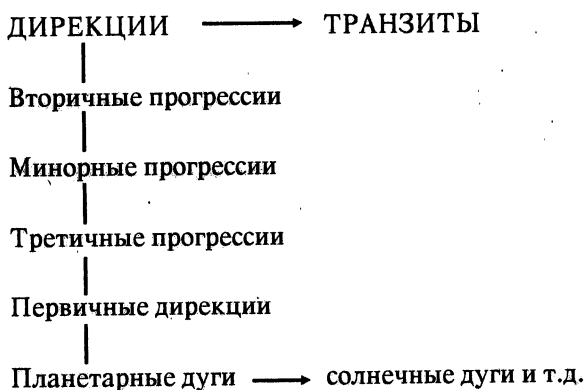 ДИРЕКЦИИ ТРАНЗИТЫ
Вторичные прогрессии
Минорные прогрессии
Третичные прогрессии
Первичные дирекции
Планетарные дуги солнечные дуги и т.д.